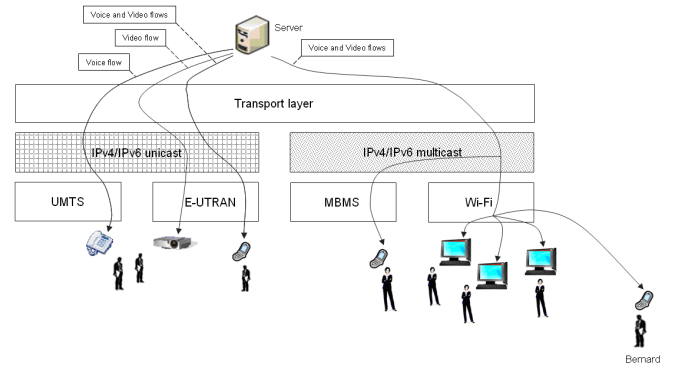 Voice and Video flows
Server
Video flow
Voice and Video flows
Voice flow
Transport layer
IPv4/IPv6 unicast
IPv4/IPv6 multicast
UMTS
E-UTRAN
MBMS
Wi-Fi
Bernard